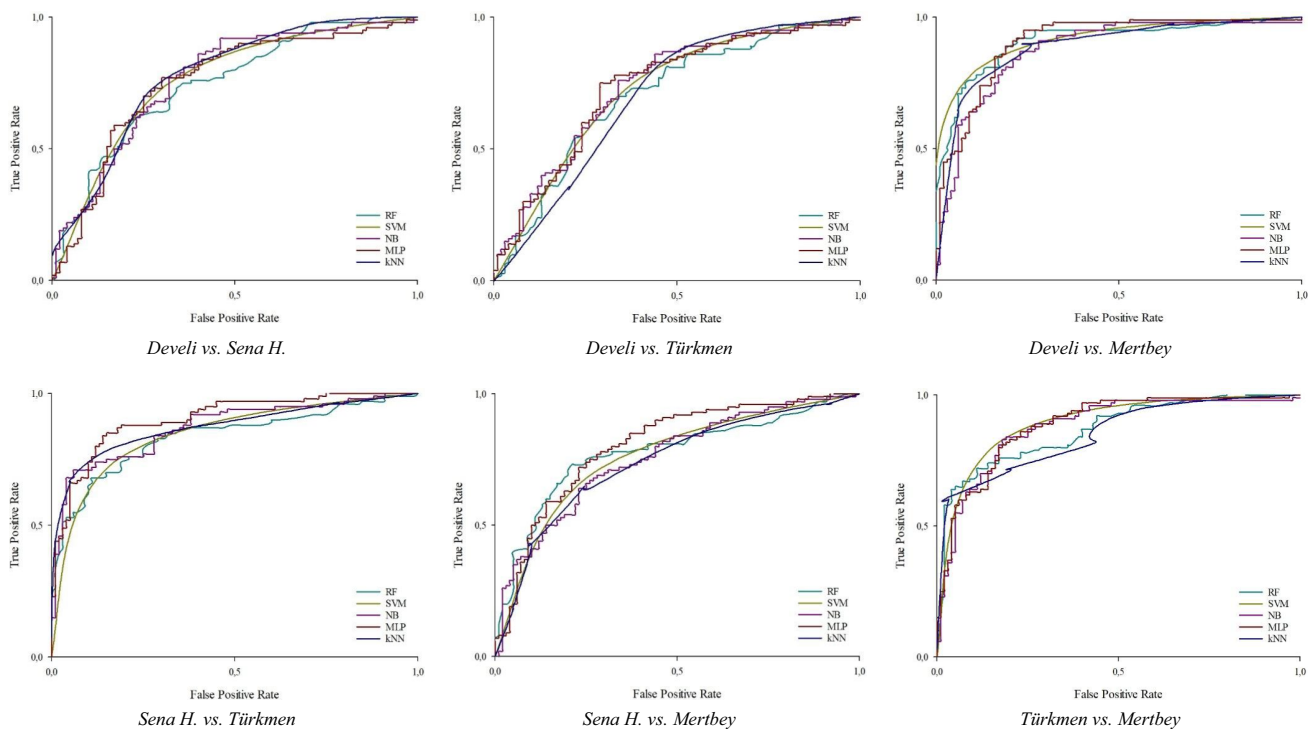 1,0
True Positive Rate
0,5
RF
SVM
NB
MLP
kNN
0,0
0,0 0,5 1,0
False Positive Rate
Develi vs. Sena H.
1,0
True Positive Rate
0,5
RF
SVM
NB
MLP
kNN
0,0
0,0 0,5 1,0
False Positive Rate
Develi vs. Türkmen
1,0
True Positive Rate
0,5
RF
SVM
NB
MLP
kNN
0,0
0,0 0,5 1,0
False Positive Rate
Develi vs. Mertbey
1,0
True Positive Rate
0,5
RF
SVM
NB
MLP
kNN
0,0
0,0 0,5 1,0
False Positive Rate
Sena H. vs. Türkmen
1,0
True Positive Rate
0,5
RF
SVM
NB
MLP
kNN
0,0
0,0 0,5 1,0
False Positive Rate
Sena H. vs. Mertbey
1,0
True Positive Rate
0,5
RF
SVM
NB
MLP
kNN
0,0
0,0 0,5 1,0
False Positive Rate
Türkmen vs. Mertbey